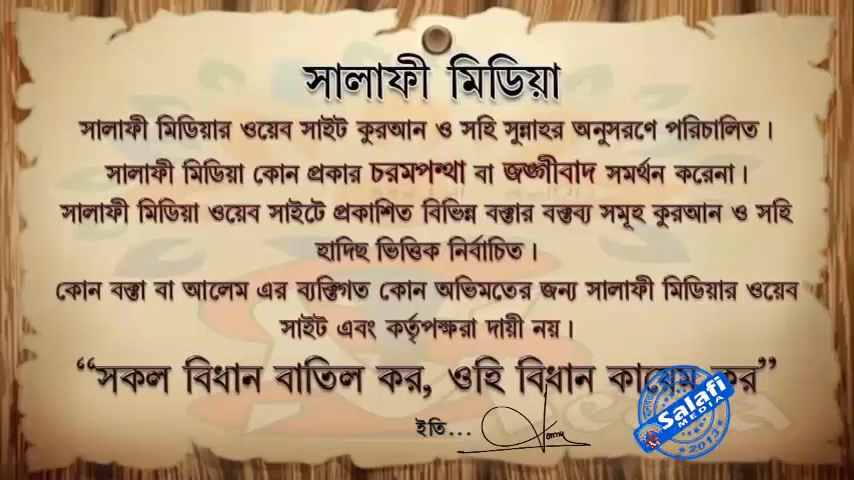 সালাফী মিডিয়া
সালাফী মিডিয়ার ওয়েব সাইট কুরআন ও সহি সুন্নাহর অনুসরণে পরিচালিত।
সালাফী মিডিয়া কোন প্রকার চরমপন্থা বা জঙ্গীবাদ সমর্থন করেনা।
সালাফী মিডিয়া ওয়েব সাইটে প্রকাশিত বিভিন্ন বক্তার বক্তব্য সমূহ কুরআন ও সহি
হাদিছ ভিত্তিক নির্বাচিত।
কোন বক্তা বা আলেম এর ব্যক্তিগত কোন অভিমতের জন্য সালাফী মিডিয়ার ওয়েব
সাইট এবং কর্তৃপক্ষরা দায়ী নয়।
“সকল বিধান বাতিল কর, ওহি বিধান কায়েম কর”
ইতি...
Salafi
MEDIA
2013